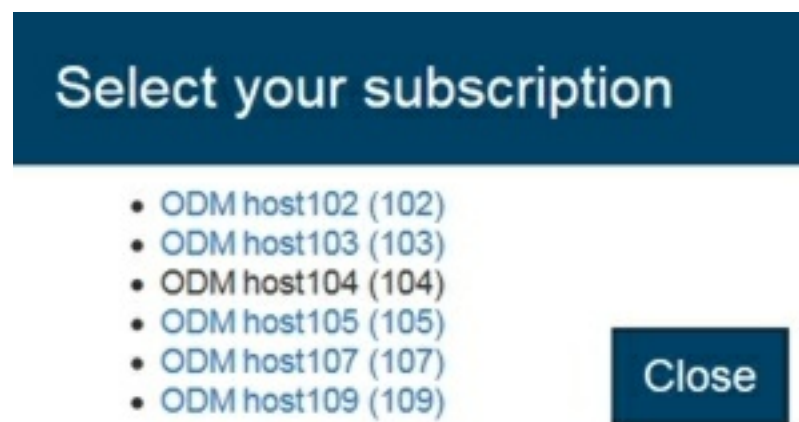 Select your subscription
• ODM host102 (102)
• ODM host103 (103)
• ODM host104 (104)
• ODM host105 (105)
• ODM host107 (107)
• ODM host109 (109)
Close